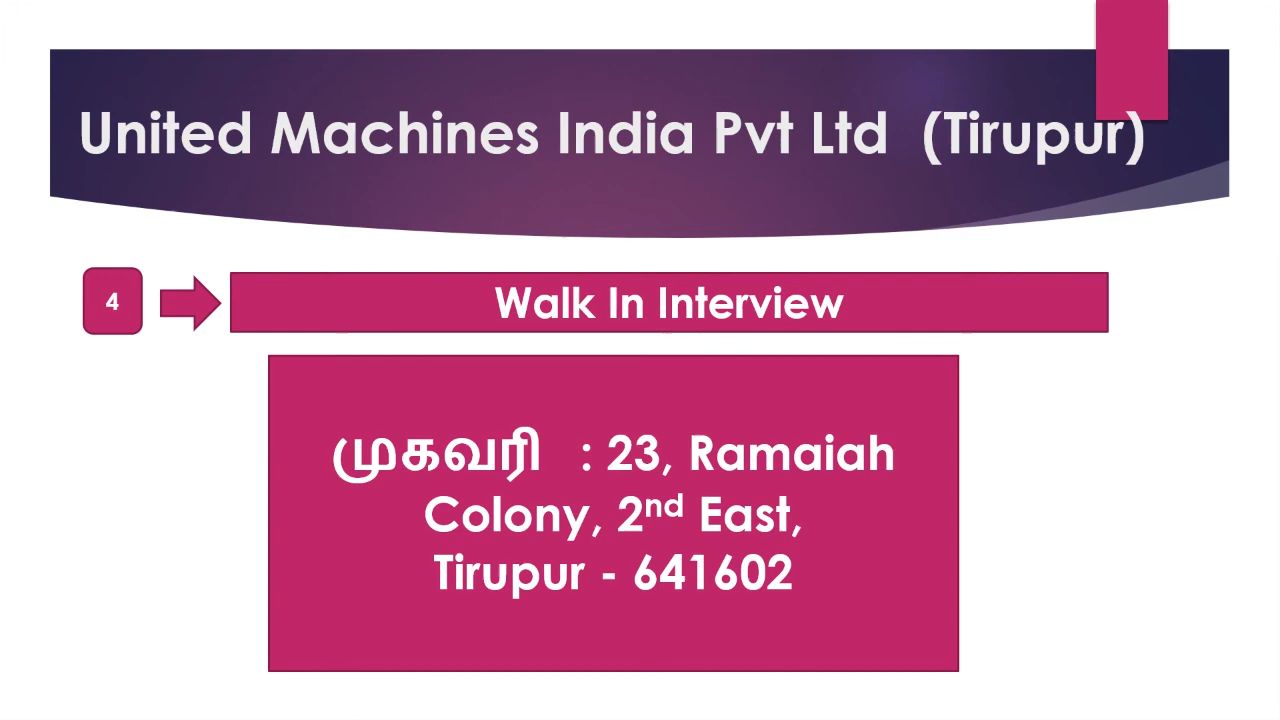 United Machines India Pvt Ltd (Tirupur)
4
Walk In Interview
முகவரி : 23, Ramaiah
Colony, 2nd East,
Tirupur - 641602